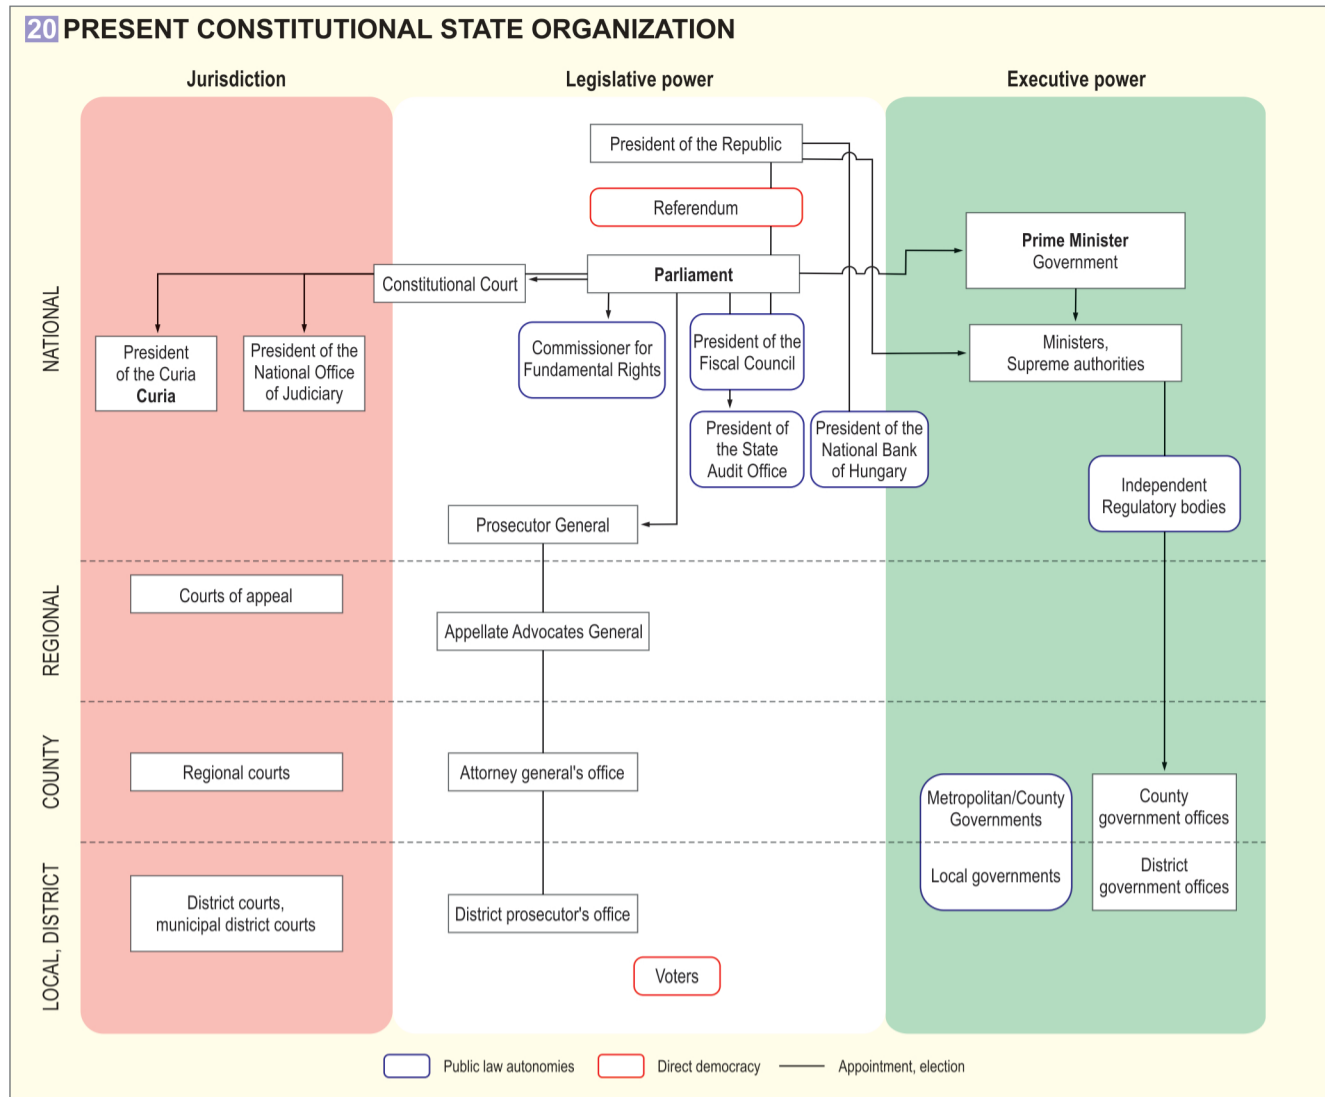 20 PRESENT CONSTITUTIONAL STATE ORGANIZATION
Jurisdiction
Legislative power
Executive power
NATIONAL
REGIONAL
COUNTY
LOCAL, DISTRICT
President of the Republic
Referendum
Parliament
Constitutional Court
Prime Minister
Government
President
of the Curia
Curia
President of the
National Office
of Judiciary
Commissioner for
Fundamental Rights
President of the
Fiscal Council
Ministers,
Supreme authorities
President of
the State
Audit Office
President of the
National Bank
of Hungary
Independent
Regulatory bodies
Prosecutor General
Courts of appeal
Appellate Advocates General
Regional courts
Attorney general's office
Metropolitan/County
Governments
County
government offices
Local governments
District
government offices
District courts,
municipal district courts
District prosecutor's office
Voters
Public law autonomies
Direct democracy
Appointment, election